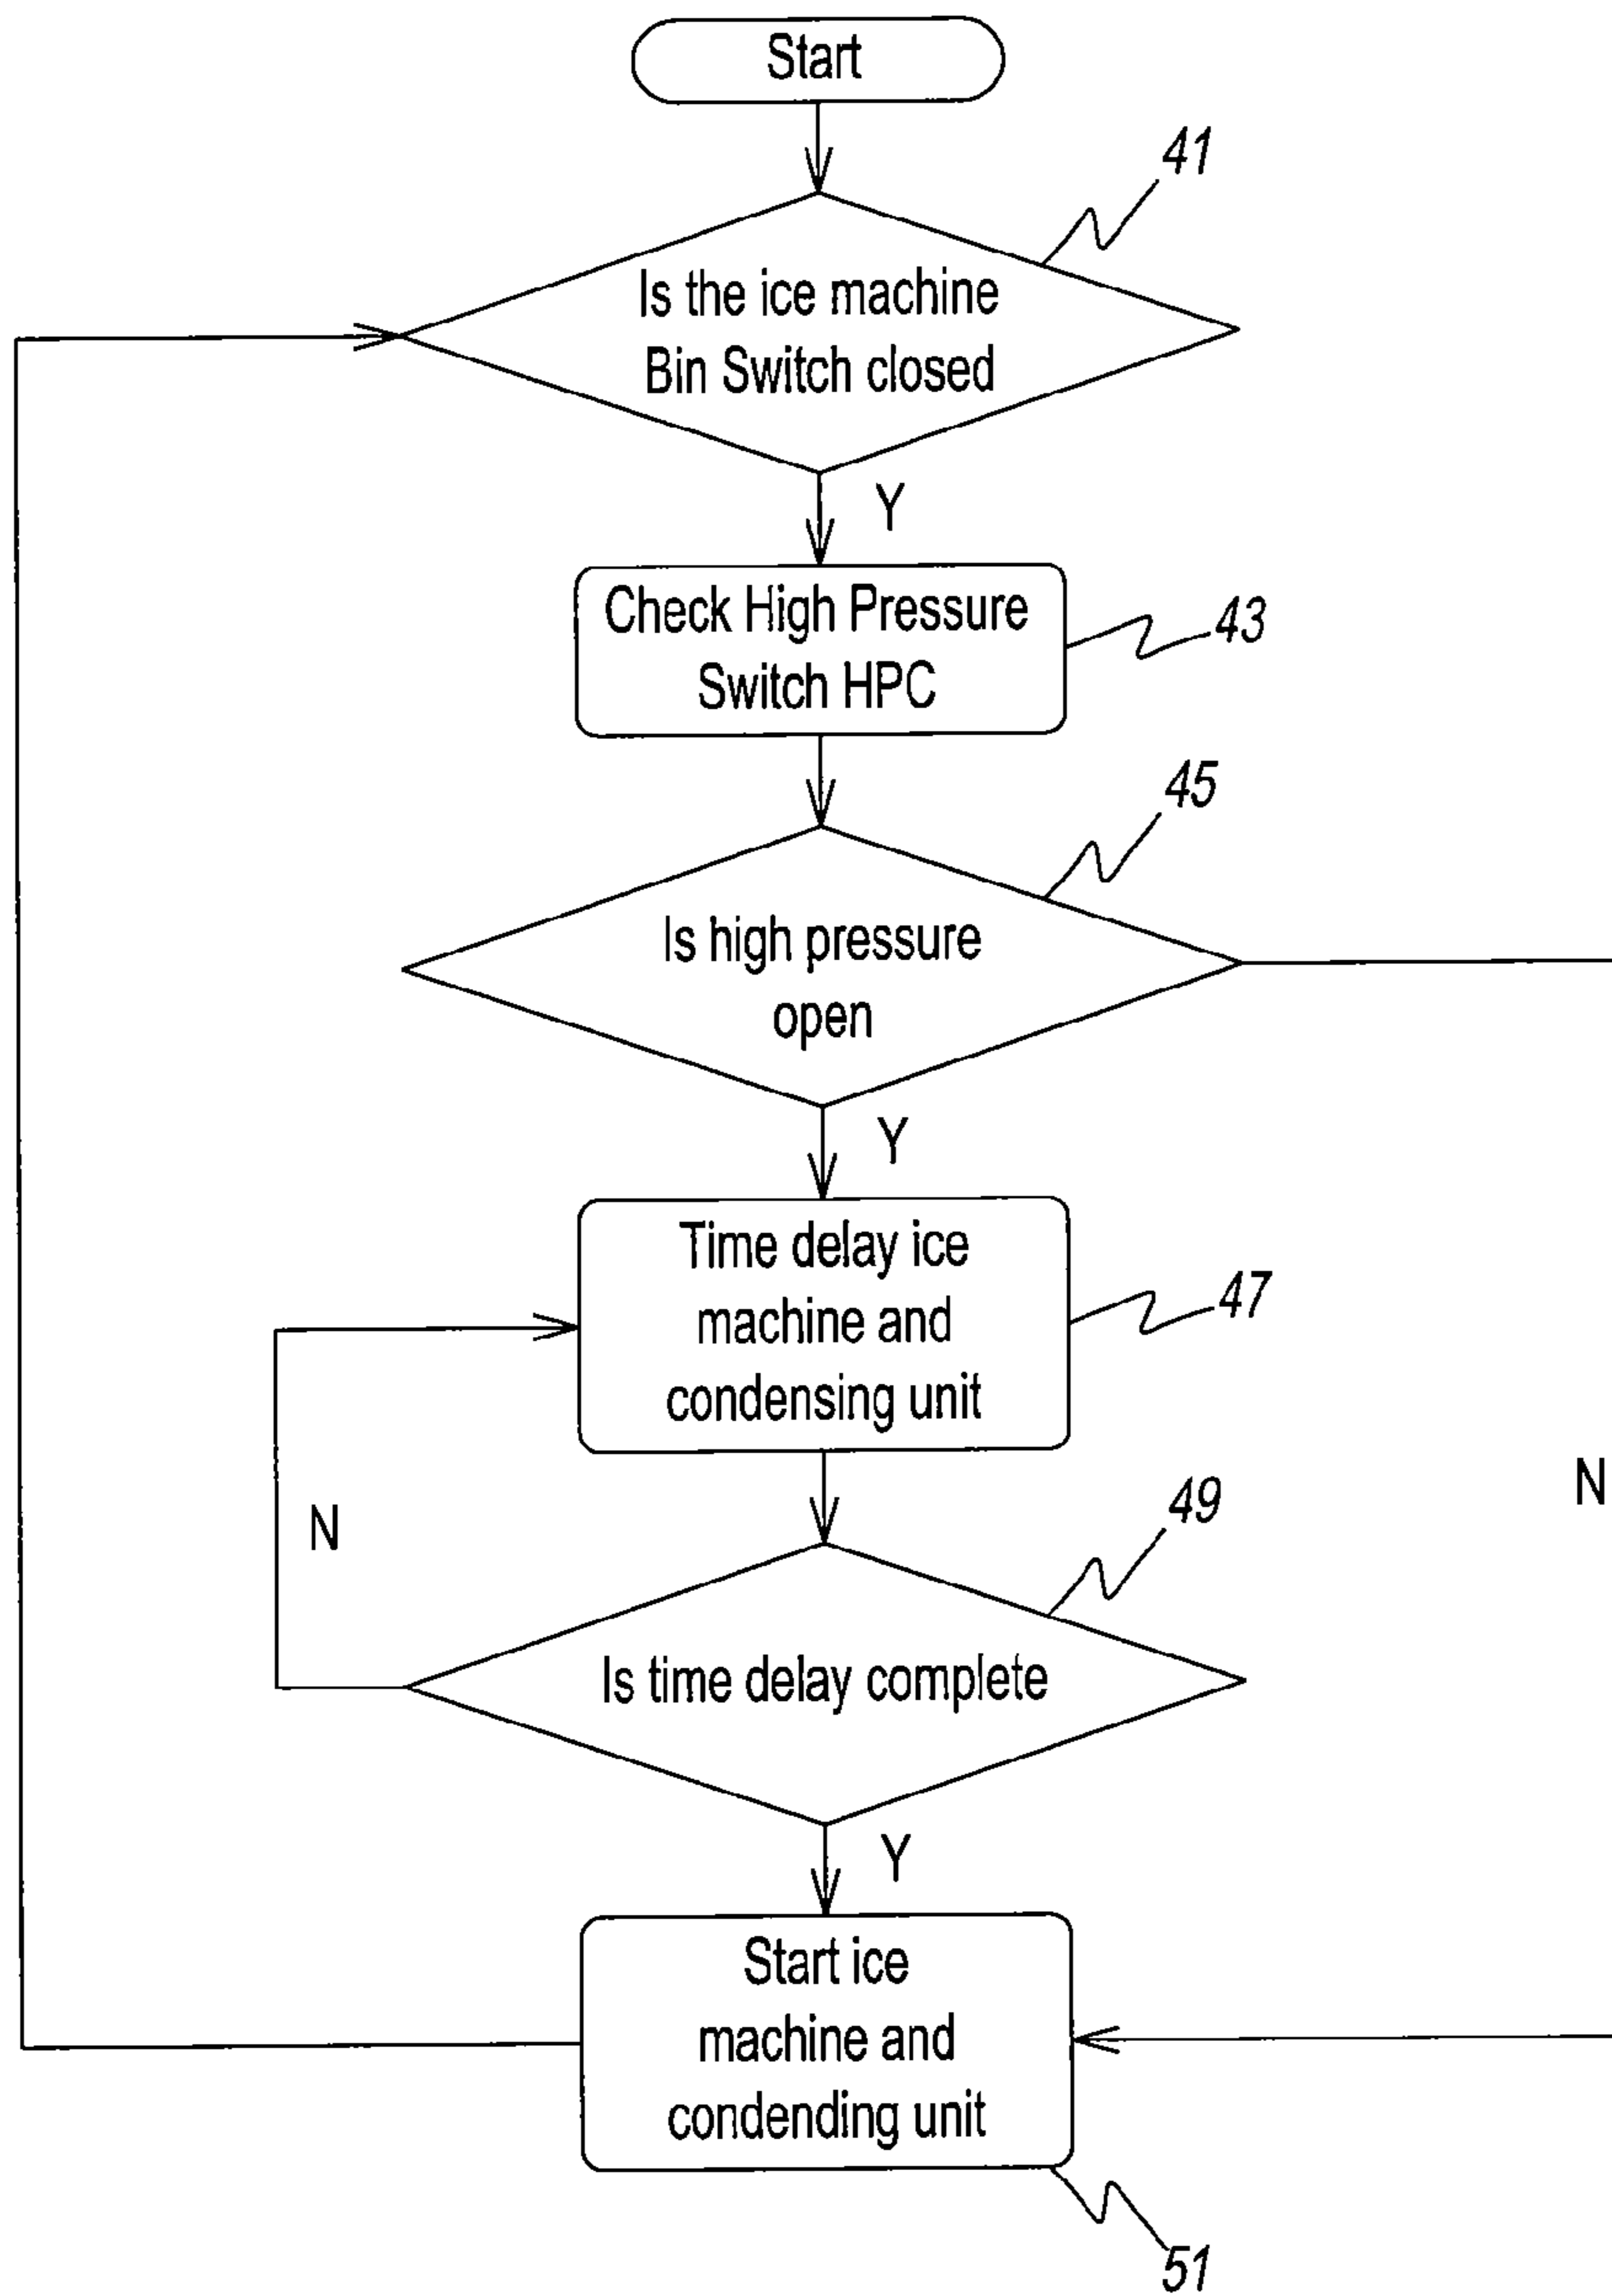 Start
41
Is the ice machine
Bin Switch closed
Y
Check High Pressure
Switch HPC
43
45
Is high pressure
open
Y
Time delay ice
machine and
condensing unit
47
N
N
49
Is time delay complete
Y
Start ice
machine and
condending unit
51